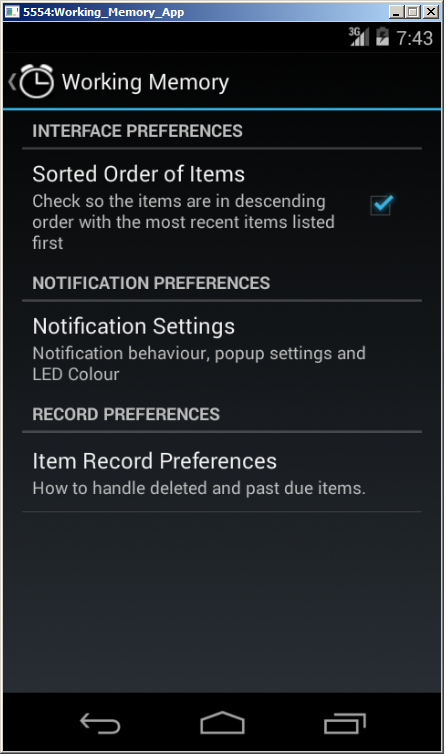 5554:Working_Memory_App
3G 7:43
Working Memory
INTERFACE PREFERENCES
Sorted Order of Items
Check so the items are in descending
order with the most recent items listed
first
NOTIFICATION PREFERENCES
Notification Settings
Notification behaviour, popup settings and
LED Colour
RECORD PREFERENCES
Item Record Preferences
How to handle deleted and past due items.